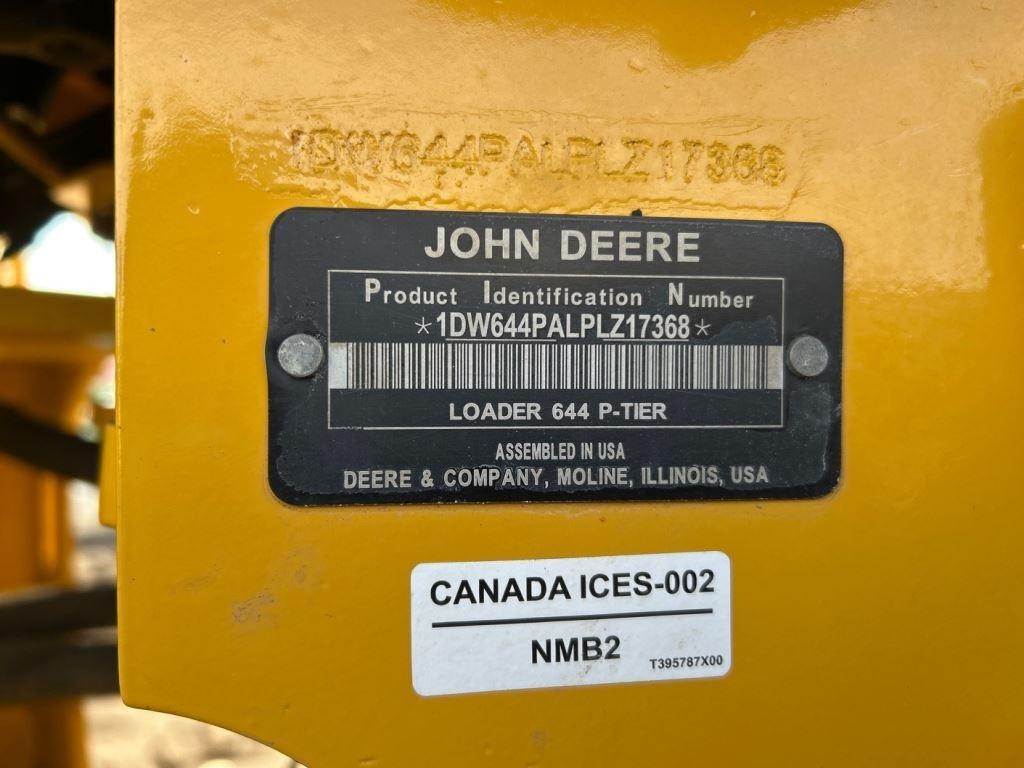 1DW644PALPLZ17368
JOHN DEERE
Product Identification Number
*1DW644PALPLZ17368*
LOADER 644 P-TIER
ASSEMBLED IN USA
DEERE & COMPANY, MOLINE, ILLINOIS, USA
CANADA ICES-002
NMB2
T395787X00